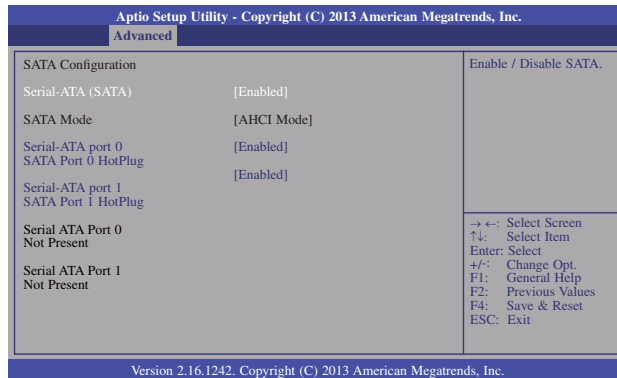 Aptio Setup Utility - Copyright (C) 2013 American Megatrends, Inc.
Advanced
SATA Configuration
Serial-ATA (SATA) [Enabled]
SATA Mode [AHCI Mode]
Serial-ATA port 0 [Enabled]
SATA Port 0 HotPlug
[Enabled]
Serial-ATA port 1
SATA Port 1 HotPlug
Serial ATA Port 0
Not Present
Serial ATA Port 1
Not Present
Enable / Disable SATA.
→ ←: Select Screen
↑↓: Select Item
Enter: Select
+/-: Change Opt.
F1: General Help
F2: Previous Values
F4: Save & Reset
ESC: Exit
Version 2.16.1242. Copyright (C) 2013 American Megatrends, Inc.